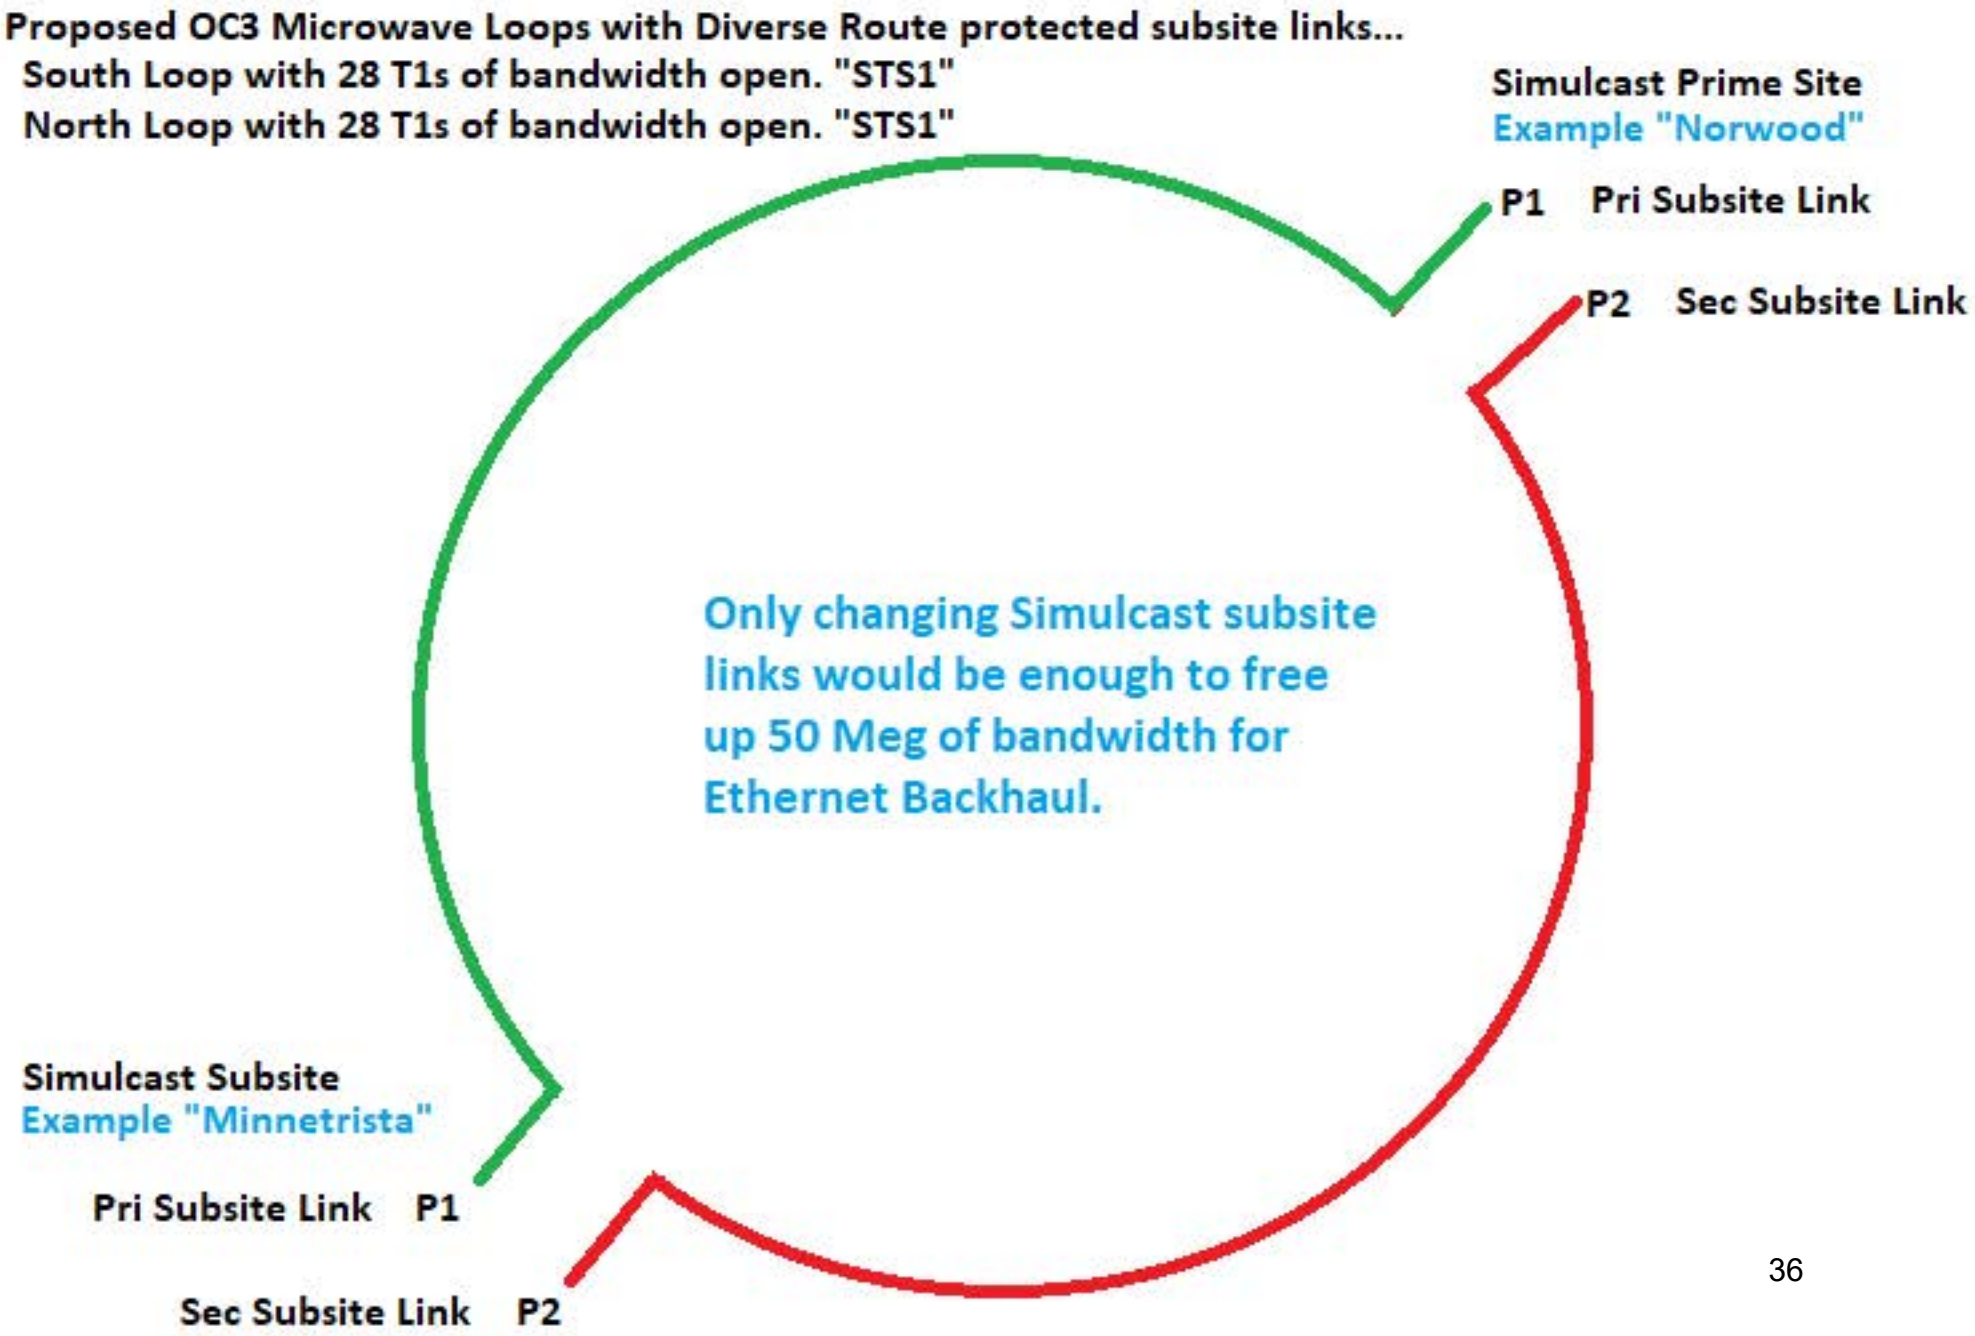 Proposed OC3 Microwave Loops with Diverse Route protected subsite links...
South Loop with 28 T1s of bandwidth open. "STS1"
North Loop with 28 T1s of bandwidth open. "STS1"
Simulcast Prime Site
Example "Norwood"
P1 Pri Subsite Link
P2 Sec Subsite Link
Only changing Simulcast subsite
links would be enough to free
up 50 Meg of bandwidth for
Ethernet Backhaul.
Simulcast Subsite
Example "Minnetrista"
Pri Subsite Link P1
Sec Subsite Link P2
36